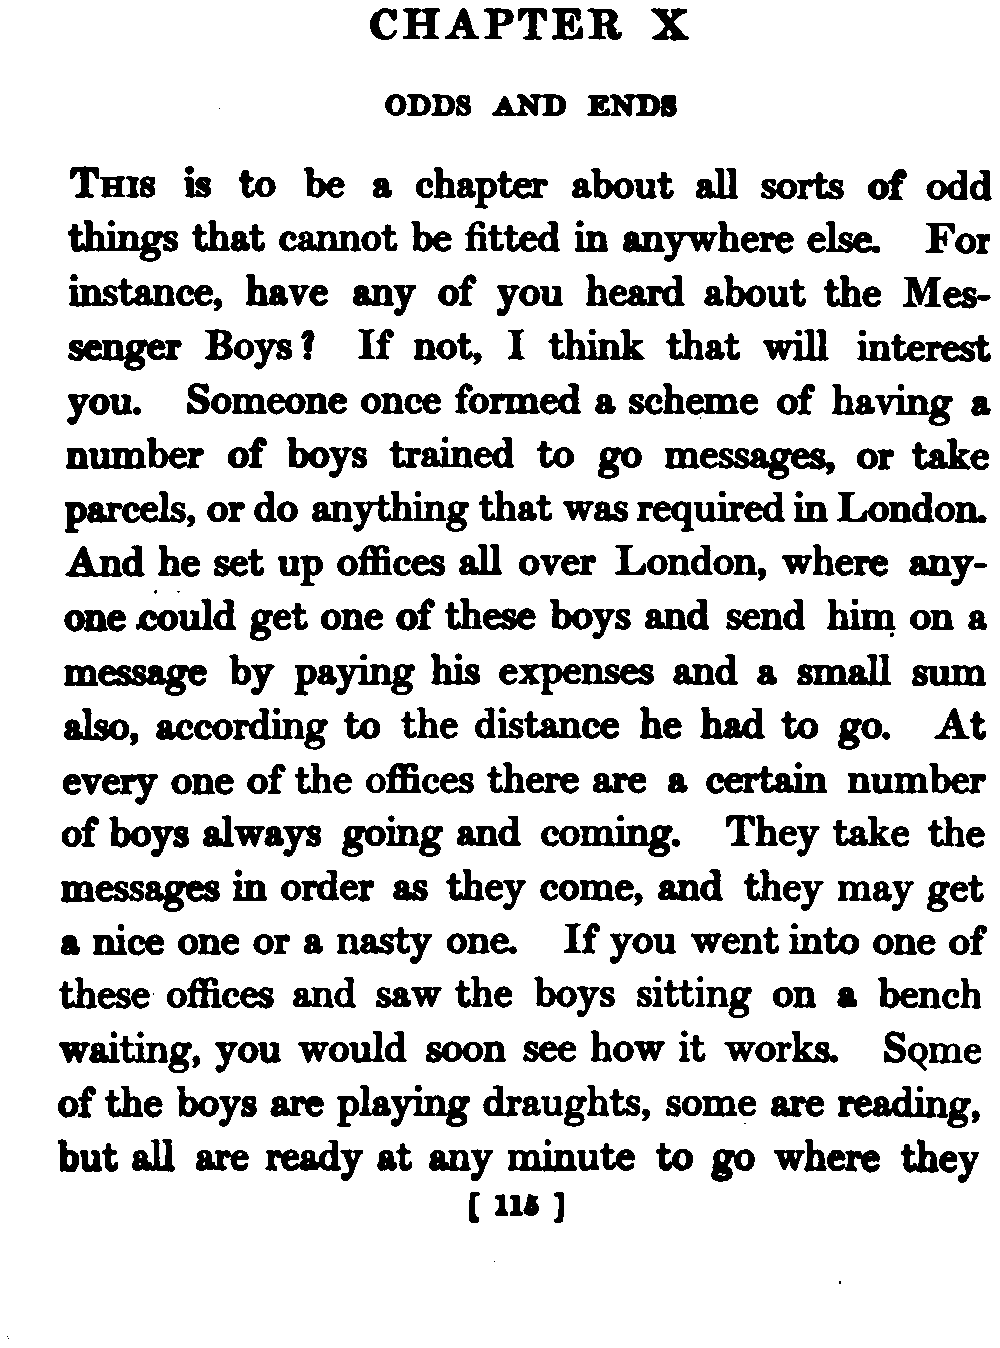 CHAPTER X
ODDS AND ENDS
THIS is to be a chapter about all sorts of odd
things that cannot be fitted in anywhere else. For
instance, have any of you heard about the Mes-
senger Boys? If not, I think that will interest
you. Someone once formed a scheme of having a
number of boys trained to go messages, or take
parcels, or do anything that was required in London.
And he set up offices all over London, where any-
one could get one of these boys and send him on a
message by paying his expenses and a small sum
also, according to the distance he had to go. At
every one of the offices there are a certain number
of boys always going and coming. They take the
messages in order as they come, and they may get
a nice one or a nasty one. If you went into one of
these offices and saw the boys sitting on a bench
waiting, you would soon see how it works. Some
of the boys are playing draughts, some are reading,
but all are ready at any minute to go where they
[ 115 ]